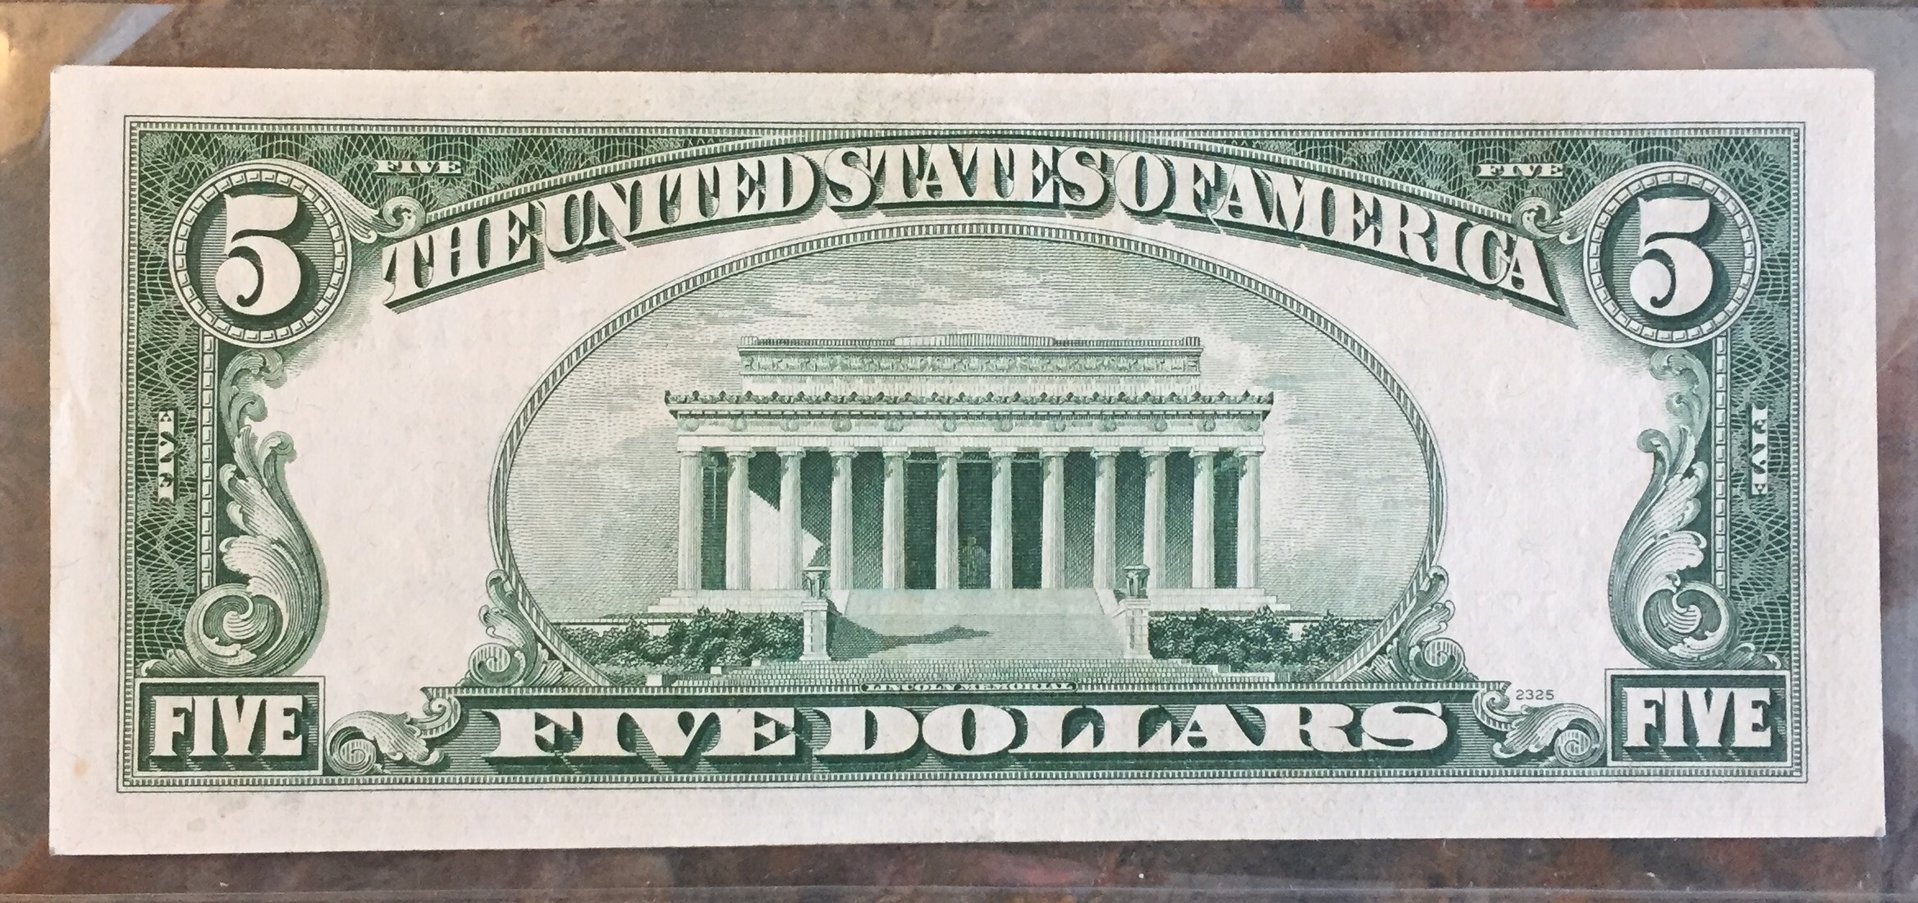 FIVE FIVE
5 THE UNITED STATES OF AMERICA 5
FIVE FIVE
LINCOLN MEMORIAL
2325
FIVE FIVE DOLLARS FIVE